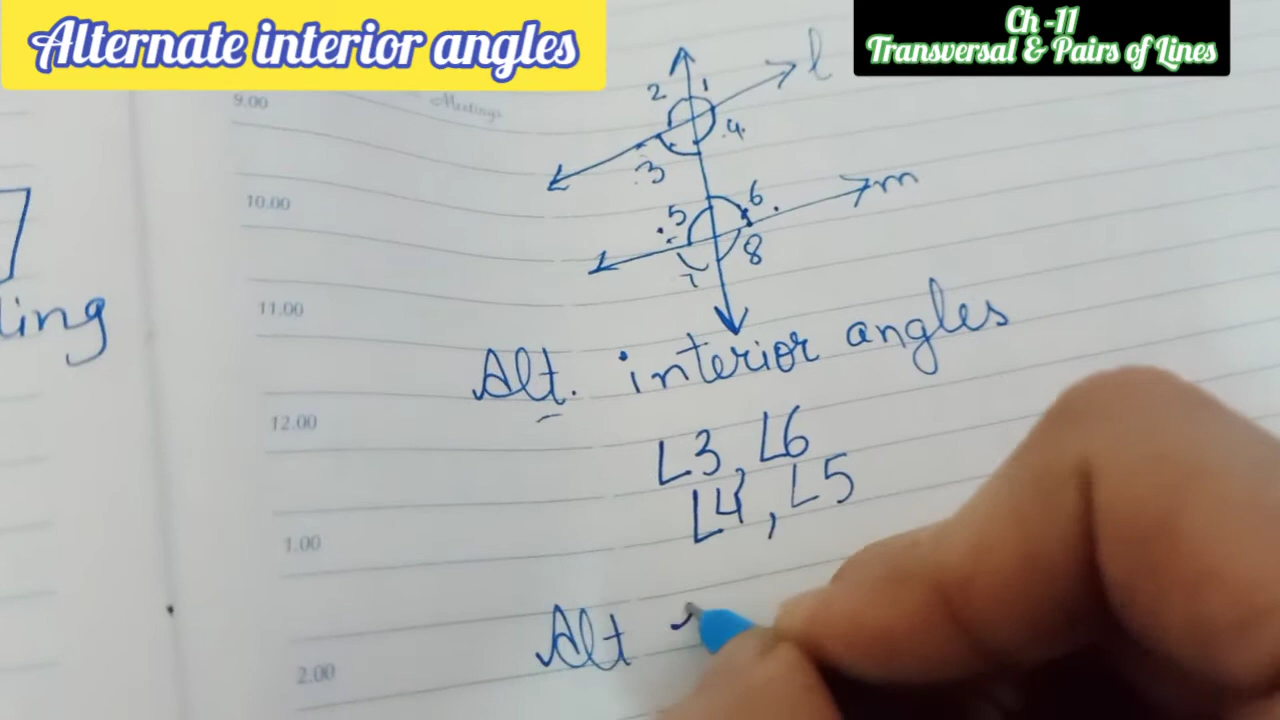 Alternate interior angles
Ch -11
Transversal & Pairs of Lines
9.00
Meetings
2 1
l
4
3
10.00
m
5 6
7 8
11.00
ling
Alt. interior angles
12.00
∠3, ∠6
∠4, ∠5
1.00
Alt
2.00